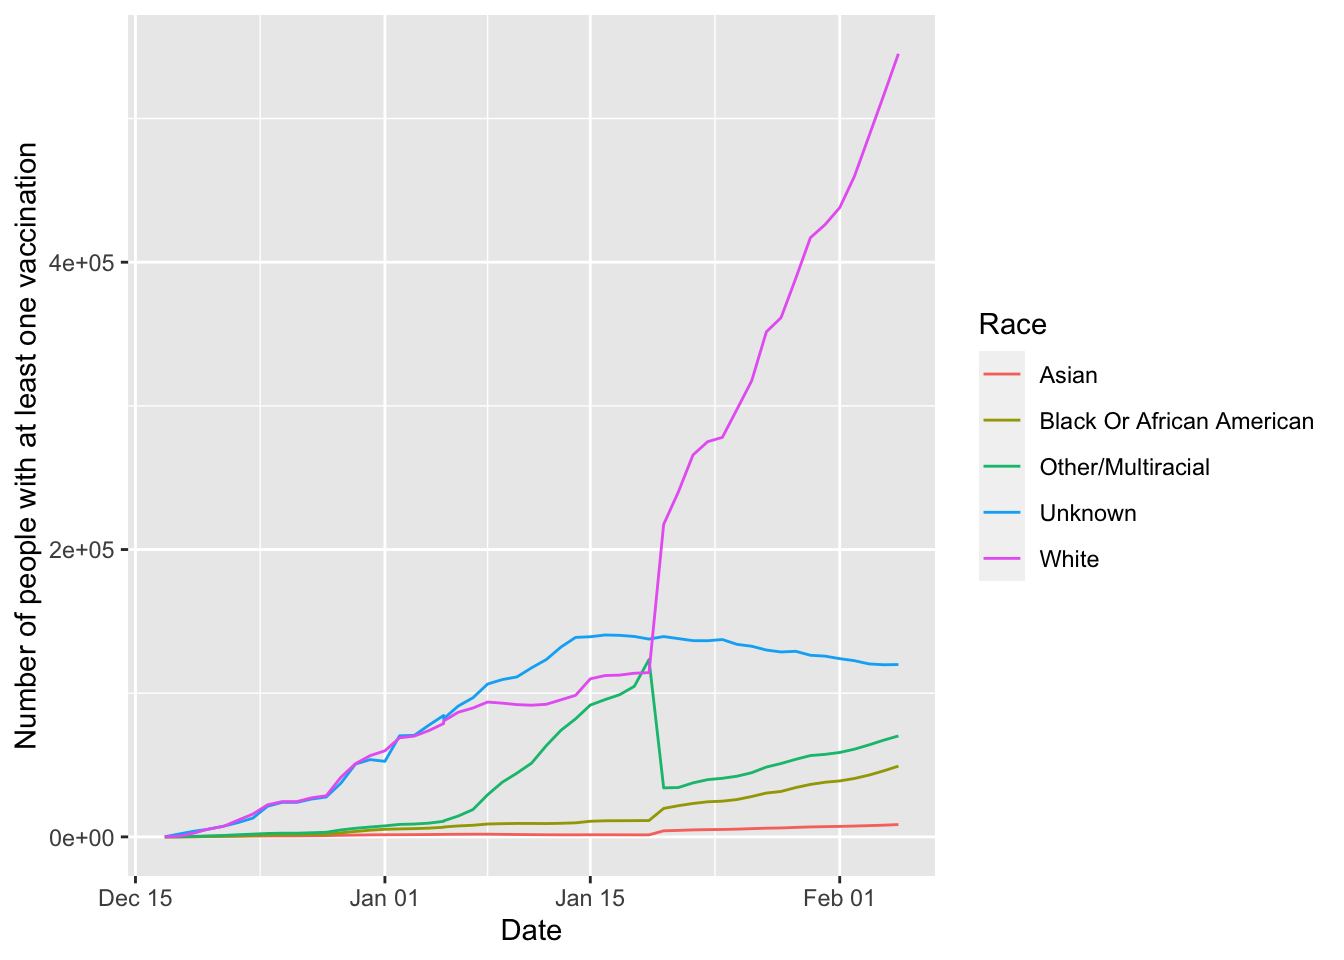 Number of people with at least one vaccination
4e+05
2e+05
0e+00
Dec 15
Jan 01
Jan 15
Feb 01
Date
Race
Asian
Black Or African American
Other/Multiracial
Unknown
White